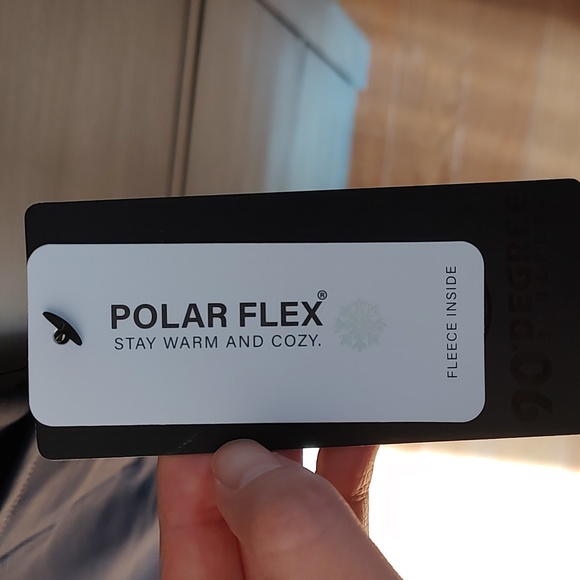 POLAR FLEX®
STAY WARM AND COZY.
FLEECE INSIDE
90°DEGREE